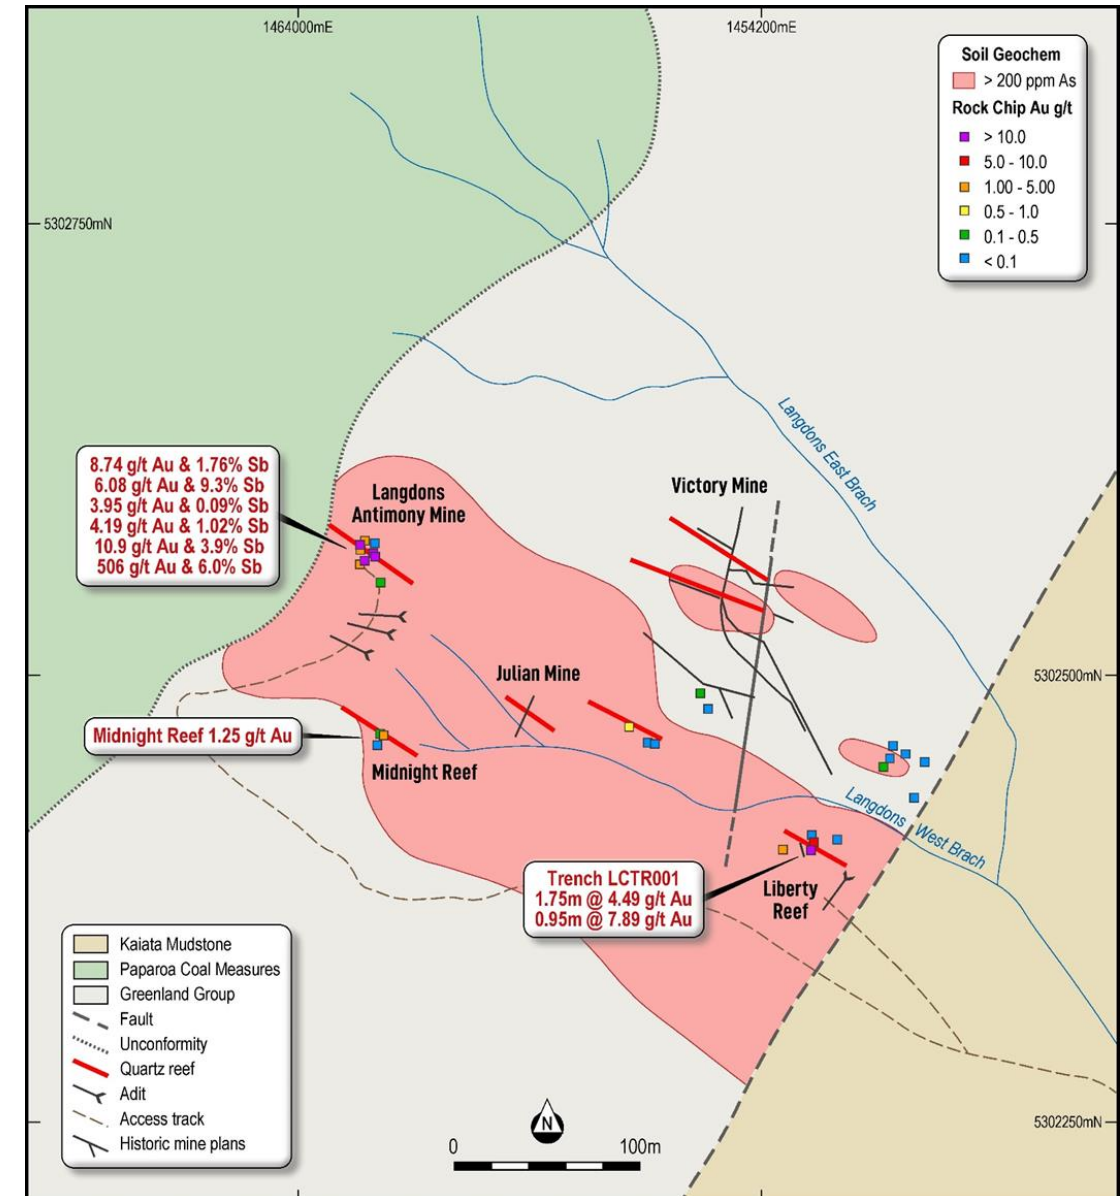 1464000mE
1454200mE
Soil Geochem
> 200 ppm As
Rock Chip Au g/t
> 10.0
5.0 - 10.0
1.00 - 5.00
0.5 - 1.0
0.1 - 0.5
< 0.1
5302750mN
Langdons East Brach
8.74 g/t Au & 1.76% Sb
6.08 g/t Au & 9.3% Sb
3.95 g/t Au & 0.09% Sb
4.19 g/t Au & 1.02% Sb
10.9 g/t Au & 3.9% Sb
506 g/t Au & 6.0% Sb
Langdons
Antimony Mine
Victory Mine
Julian Mine
5302500mN
Midnight Reef 1.25 g/t Au
Midnight Reef
Langdons West Brach
Trench LCTR001
1.75m @ 4.49 g/t Au
0.95m @ 7.89 g/t Au
Liberty
Reef
Kaiata Mudstone
Paparoa Coal Measures
Greenland Group
Fault
Unconformity
Quartz reef
Adit
Access track
Historic mine plans
N
0 100m
5302250mN